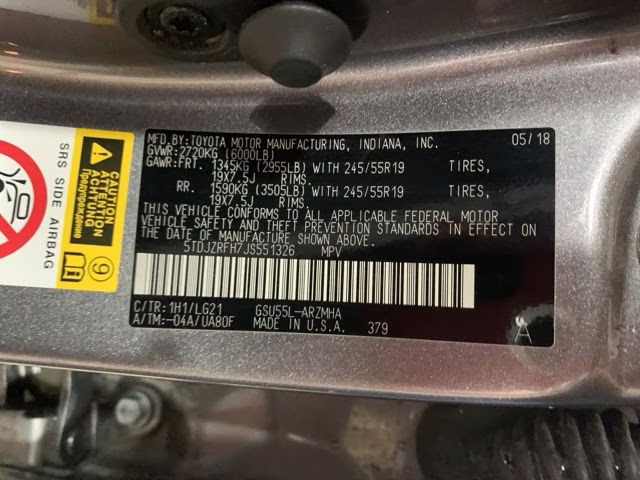 MFD.BY:TOYOTA MOTOR MANUFACTURING, INDIANA, INC. 05/18
GVWR:2720KG (6000LB)
GAWR:FRT. 1345KG (2955LB) WITH 245/55R19 TIRES,
19X7.5J RIMS.
RR. 1590KG (3505LB) WITH 245/55R19 TIRES,
19X7.5J RIMS.
THIS VEHICLE CONFORMS TO ALL APPLICABLE FEDERAL MOTOR
VEHICLE SAFETY AND THEFT PREVENTION STANDARDS IN EFFECT ON
THE DATE OF MANUFACTURE SHOWN ABOVE.
5TDJZRFH7JS551326 MPV
C/TR:1H1/LG21 GSU55L-ARZMHA
A/TM:-04A/UA80F MADE IN U.S.A. 379
A
SRS SIDE AIRBAG
CAUTION
ACHTUNG
Предупреждение
9